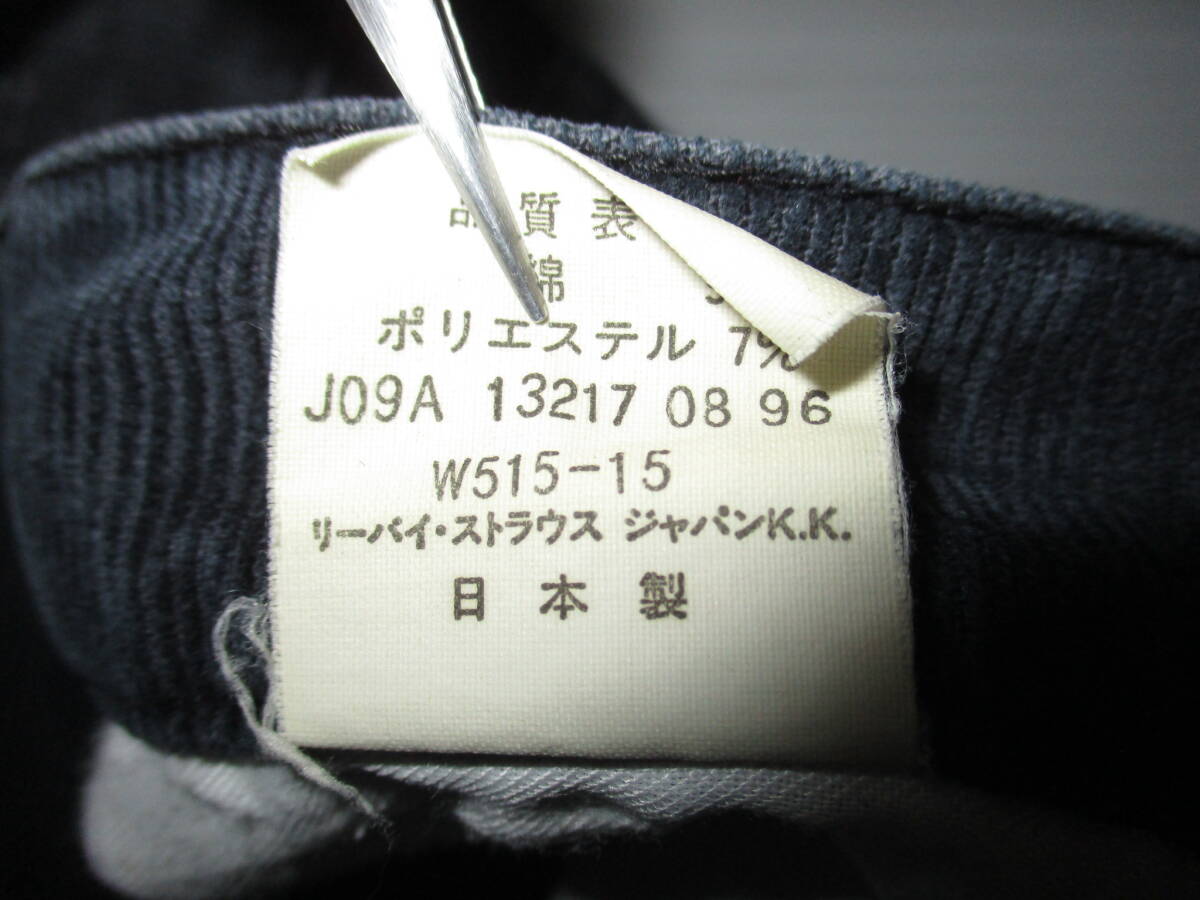 品質表
綿
ポリエステル 7%
J09A 13217 08 96
W515-15
リーバイ・ストラウス ジャパンK.K.
日本製